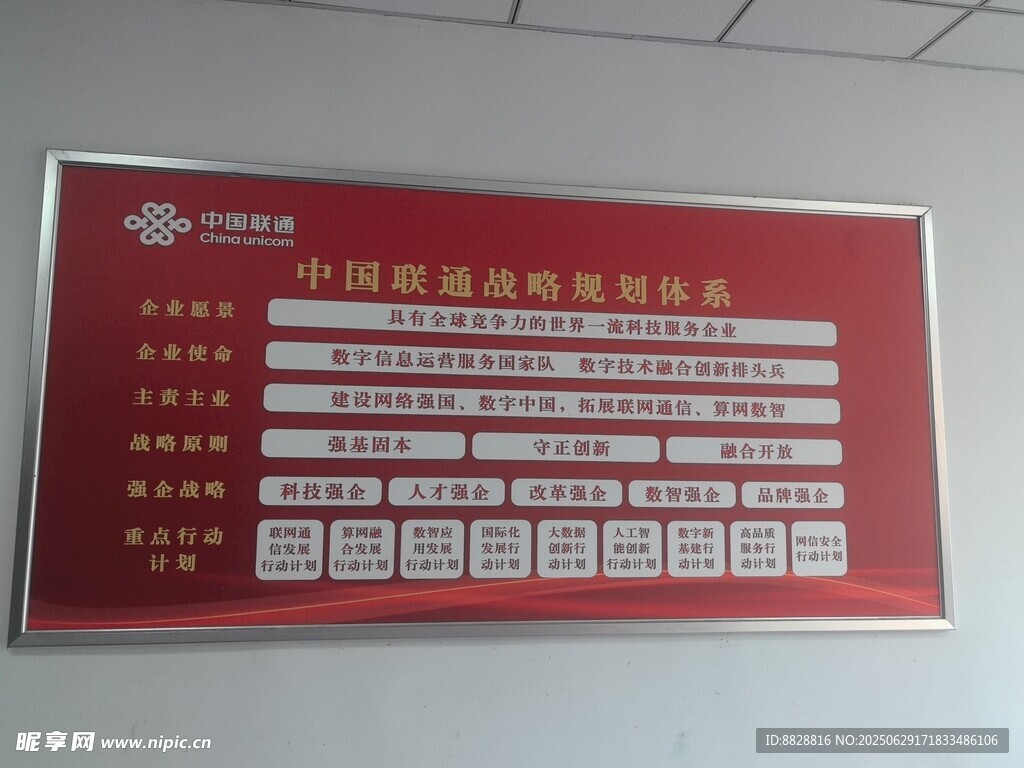 中国联通
China unicom
中国联通战略规划体系
企业愿景
具有全球竞争力的世界一流科技服务企业
企业使命
数字信息运营服务国家队 数字技术融合创新排头兵
主责主业
建设网络强国、数字中国，拓展联网通信、算网数智
战略原则
强基固本
守正创新
融合开放
强企战略
科技强企
人才强企
改革强企
数智强企
品牌强企
重点行动
计划
联网通
信发展
行动计划
算网融
合发展
行动计划
数智应
用发展
行动计划
国际化
发展行
动计划
大数据
创新行
动计划
人工智
能创新
行动计划
数字新
基建行
动计划
高品质
服务行
动计划
网信安全
行动计划
昵享网 www.nipic.cn
ID:8828816 NO:20250629171833486106